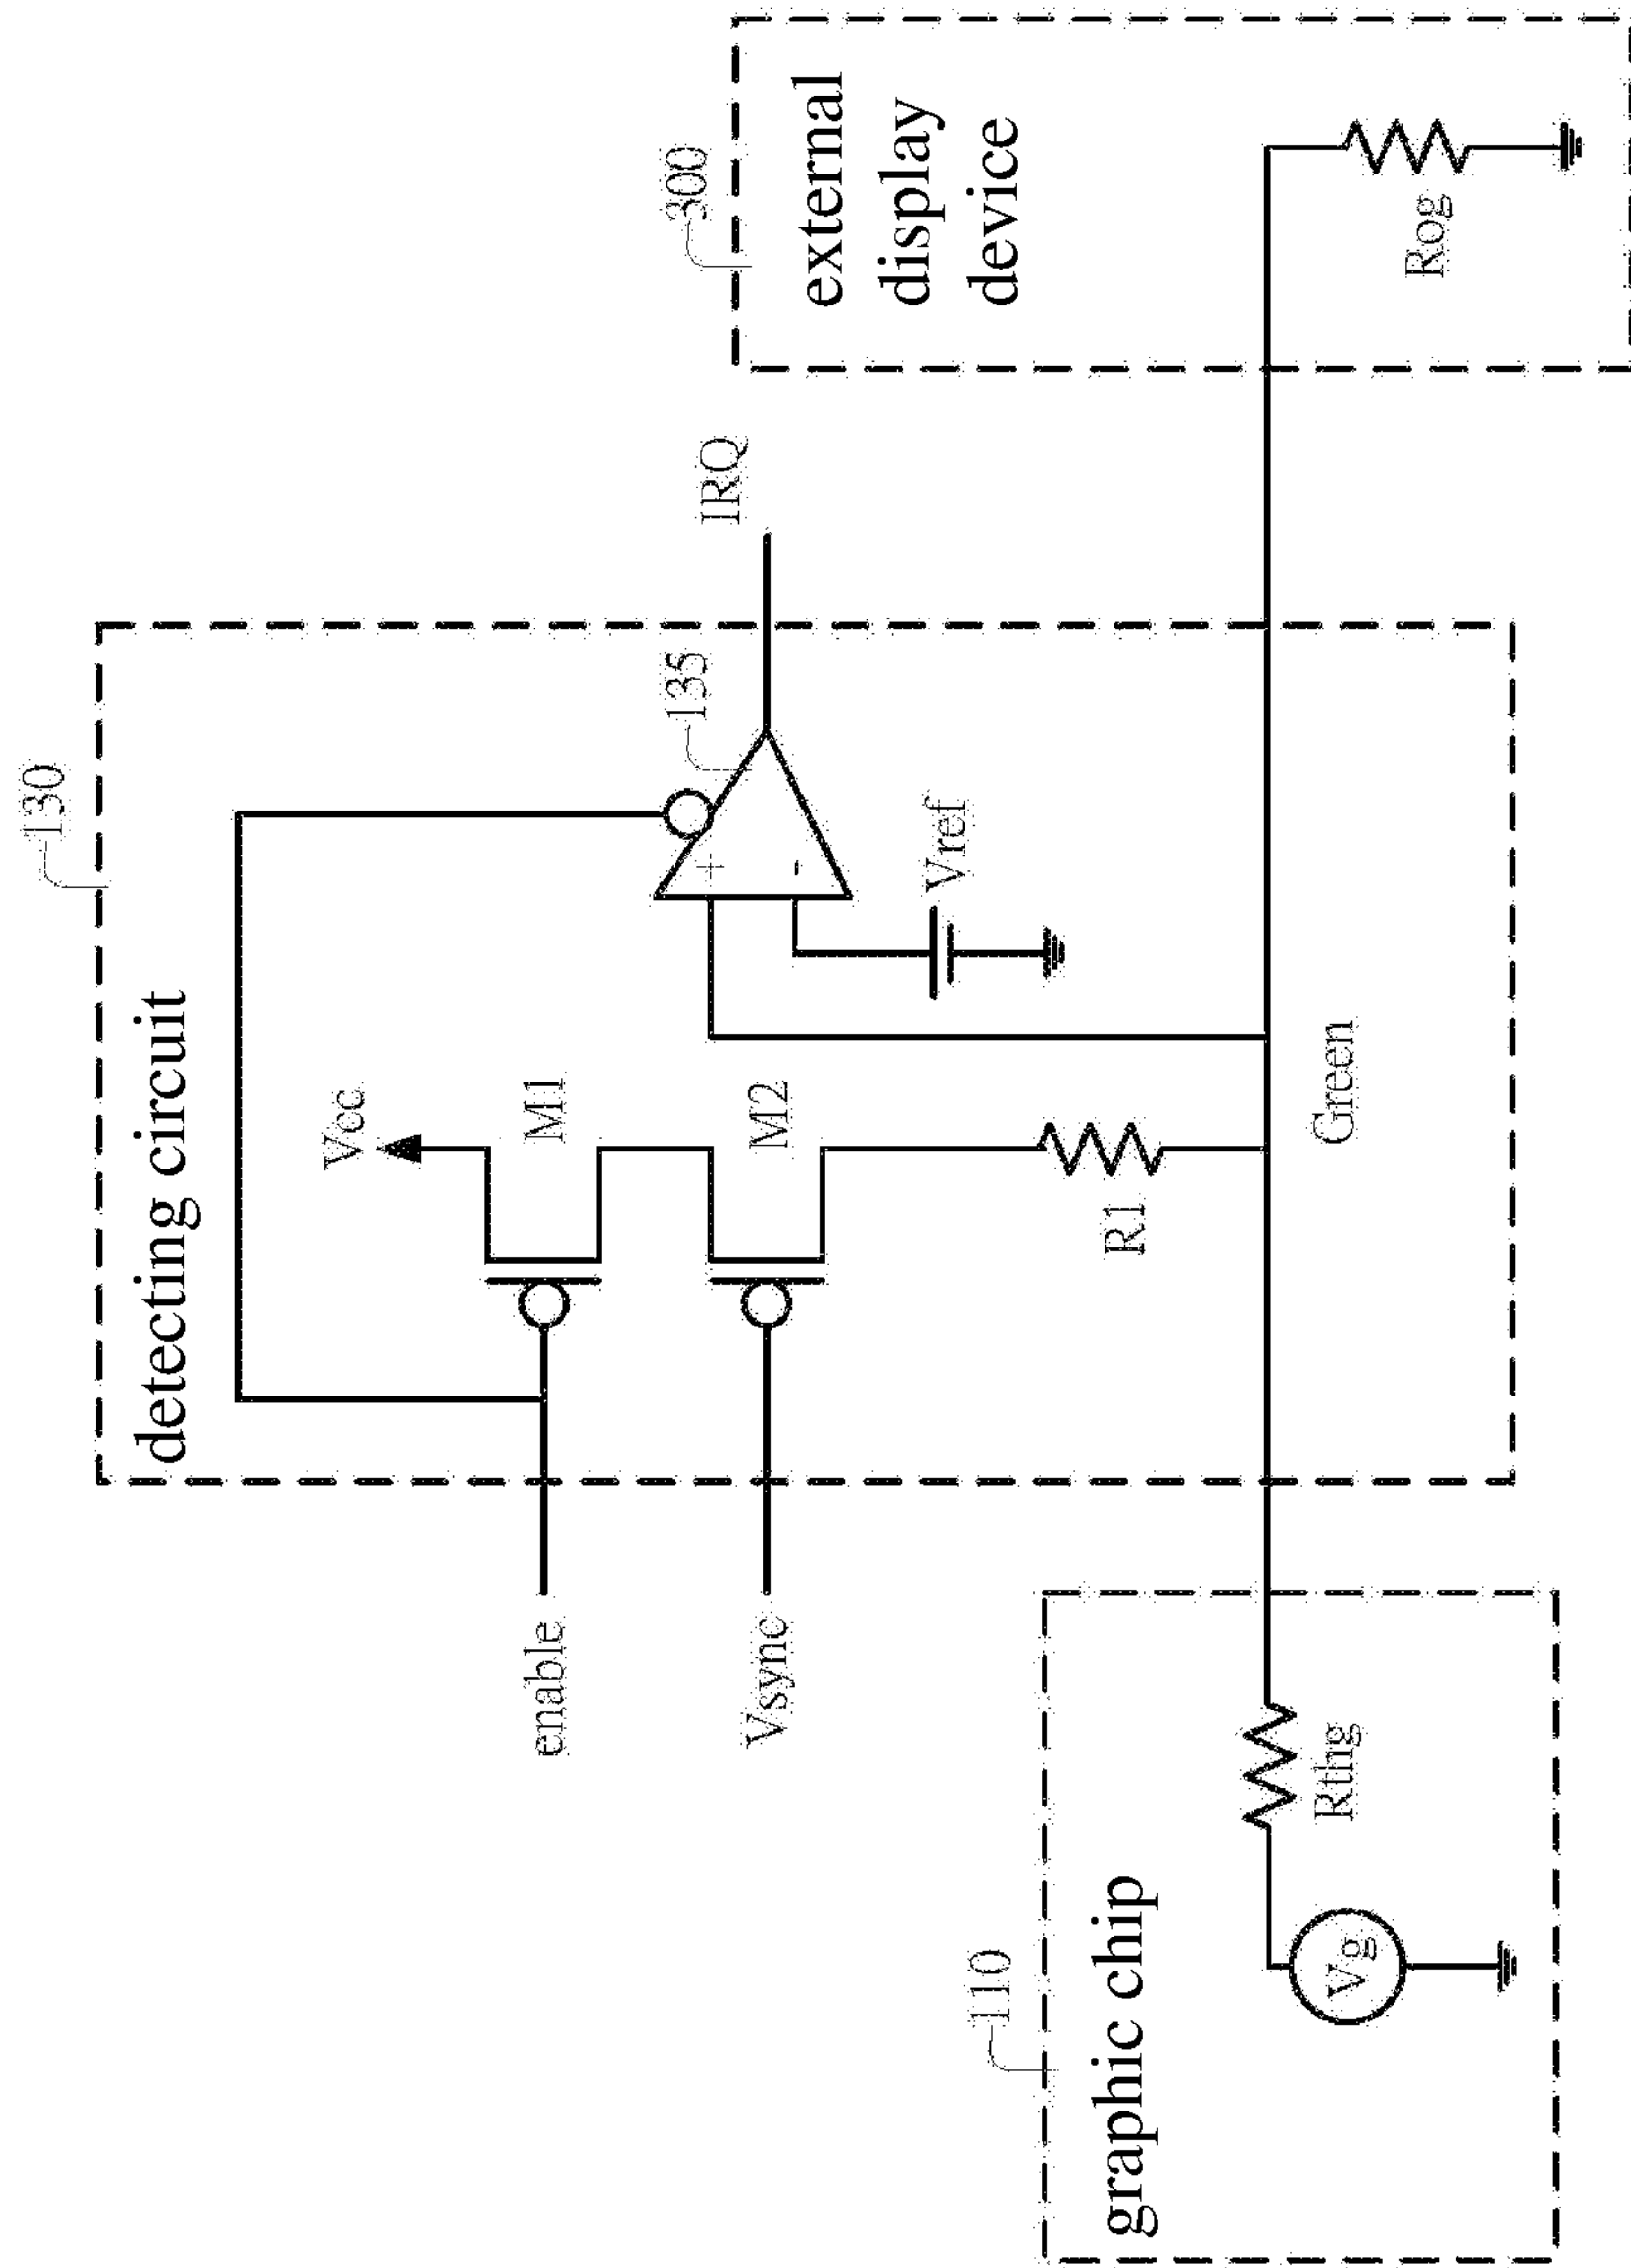 130
detecting circuit
300
external
display
device
Vcc
M1
enable
IRQ
135
M2
Vsync
+
-
Vref
R1
110
graphic chip
Green
Rthg
Vg
Rog